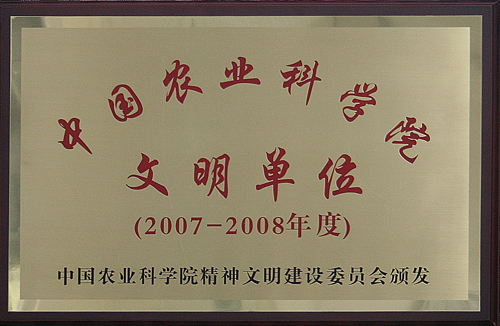 中国农业科学院
文明单位
(2007-2008年度)
中国农业科学院精神文明建设委员会颁发